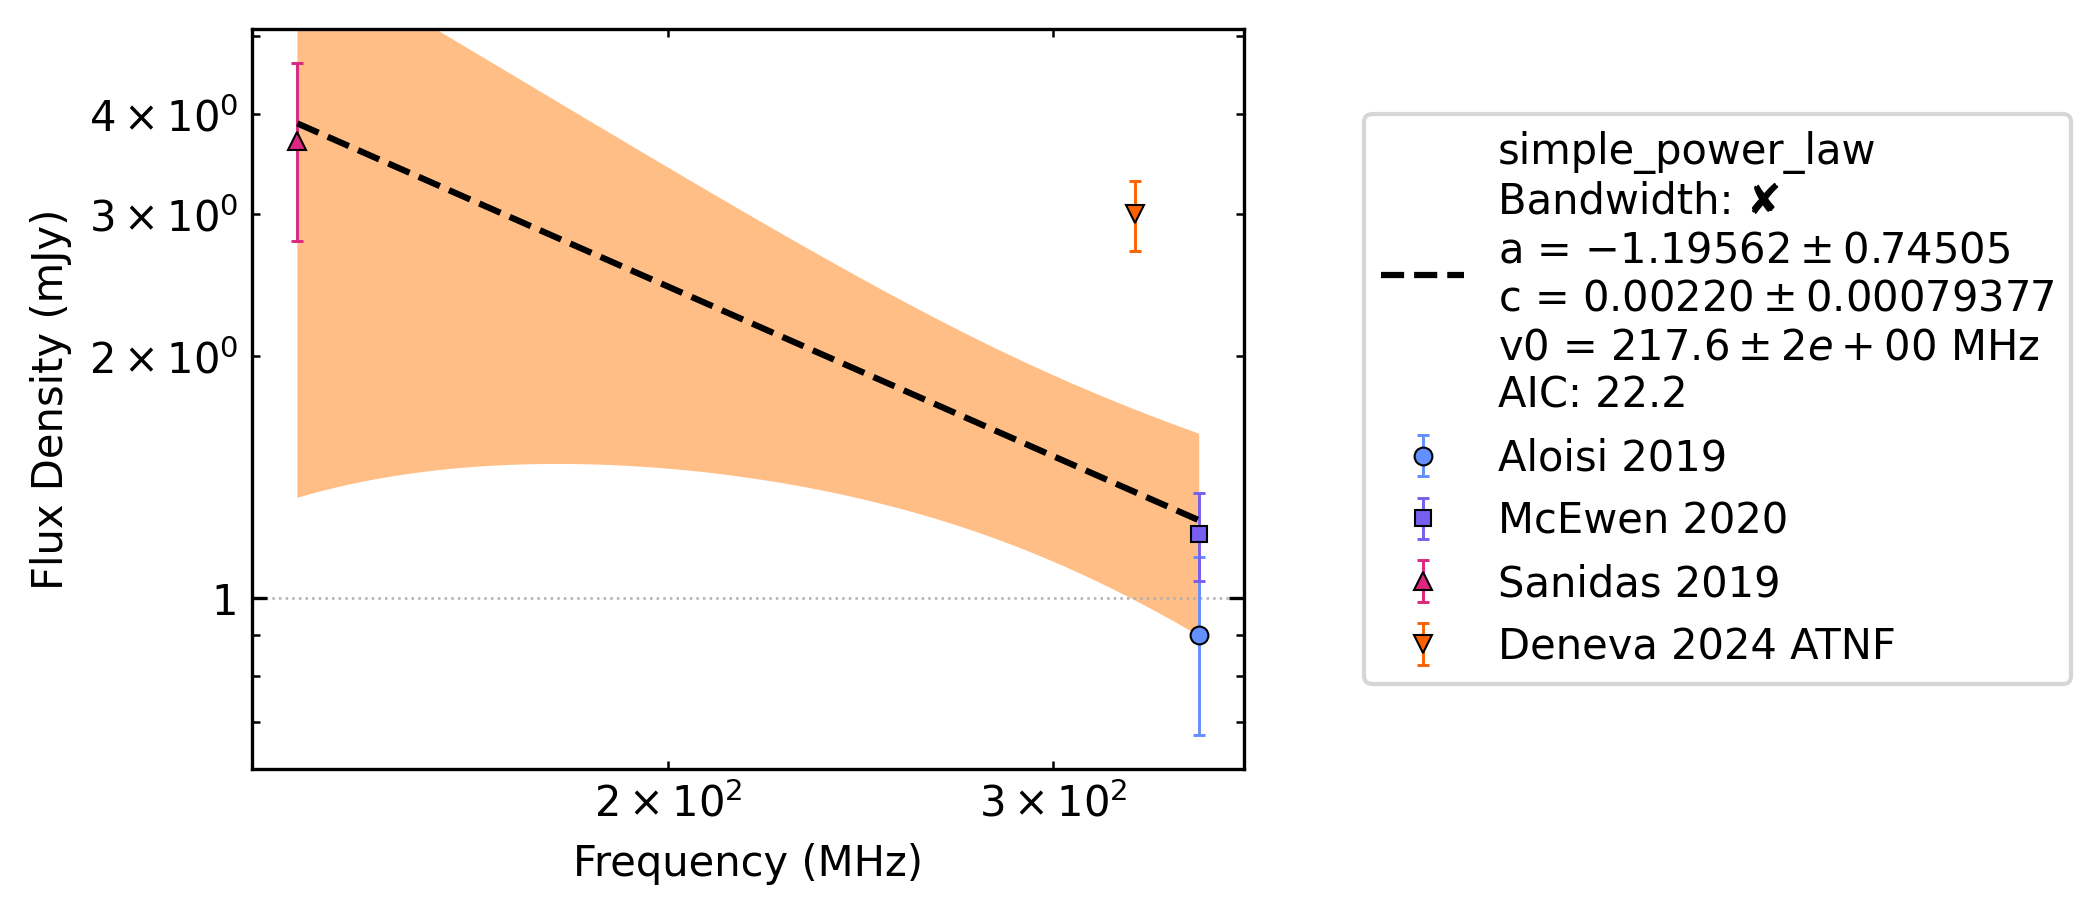 4 × 10⁰
3 × 10⁰
2 × 10⁰
1
Flux Density (mJy)
2 × 10²
3 × 10²
Frequency (MHz)
simple_power_law
Bandwidth: ✘
a = −1.19562 ± 0.74505
c = 0.00220 ± 0.00079377
v0 = 217.6 ± 2e + 00 MHz
AIC: 22.2
Aloisi 2019
McEwen 2020
Sanidas 2019
Deneva 2024 ATNF